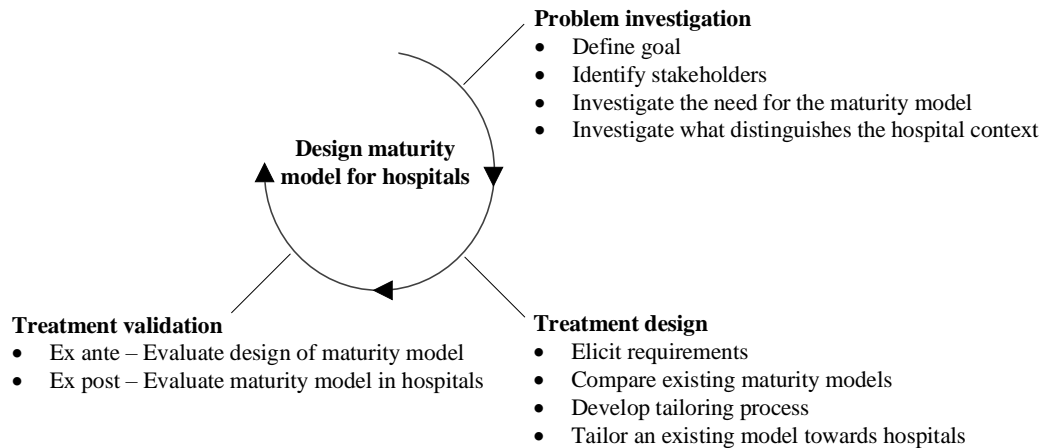 Problem investigation
• Define goal
• Identify stakeholders
• Investigate the need for the maturity model
• Investigate what distinguishes the hospital context
Design maturity
model for hospitals
Treatment validation
• Ex ante – Evaluate design of maturity model
• Ex post – Evaluate maturity model in hospitals
Treatment design
• Elicit requirements
• Compare existing maturity models
• Develop tailoring process
• Tailor an existing model towards hospitals